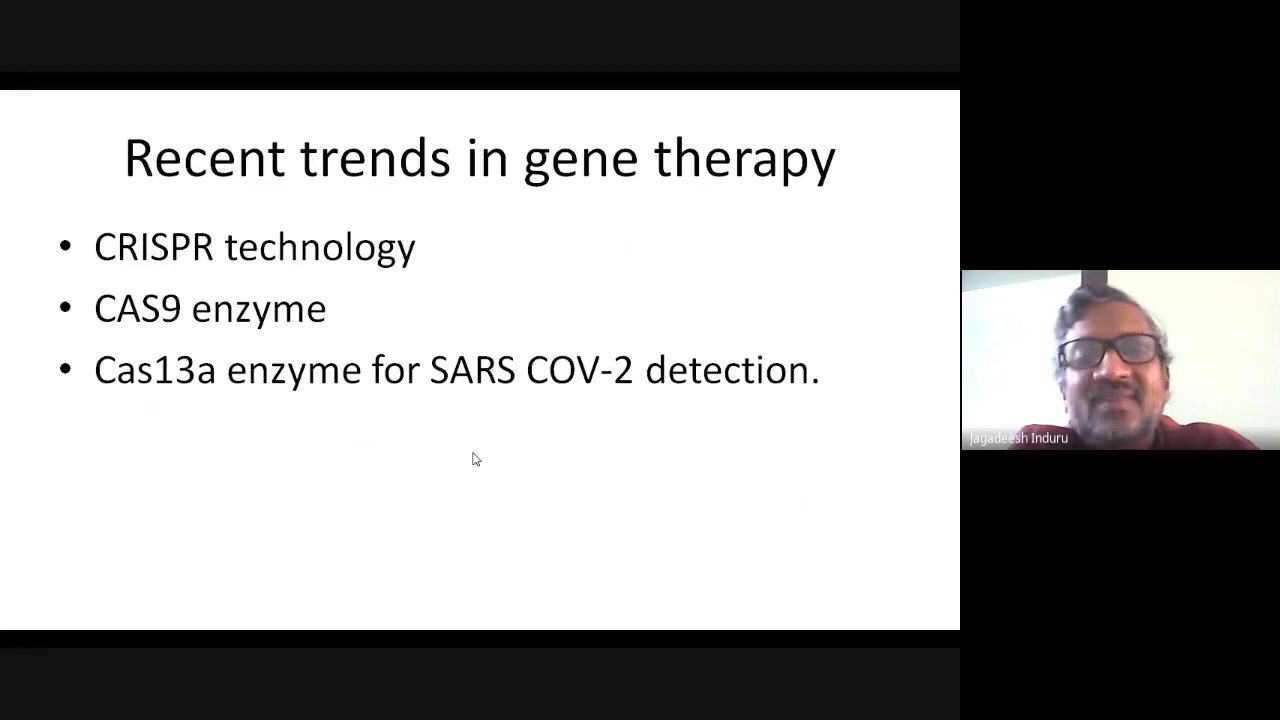 Recent trends in gene therapy
• CRISPR technology
• CAS9 enzyme
• Cas13a enzyme for SARS COV-2 detection.
Jagadeesh Induru